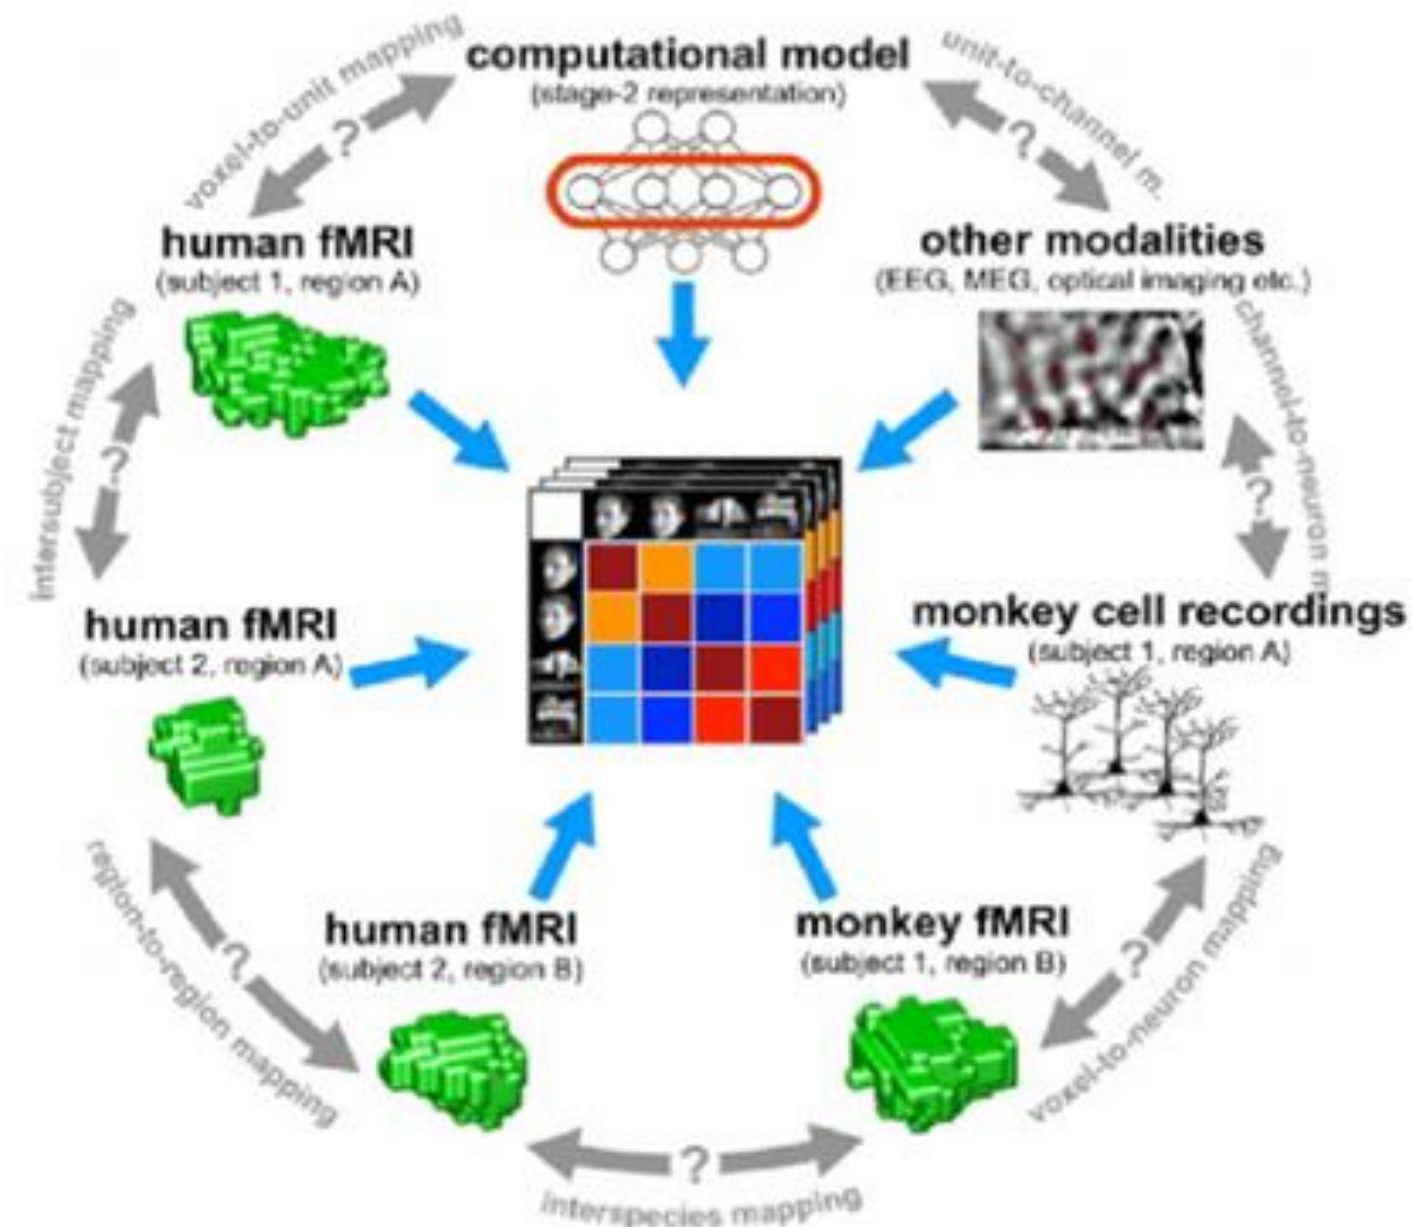 voxel-to-unit mapping
computational model
(stage-2 representation)
unit-to-channel m.
?
?
human fMRI
(subject 1, region A)
other modalities
(EEG, MEG, optical imaging etc.)
intersubject mapping
?
channel-to-neuron m.
?
human fMRI
(subject 2, region A)
monkey cell recordings
(subject 1, region A)
region-to-region mapping
?
human fMRI
(subject 2, region B)
monkey fMRI
(subject 1, region B)
?
voxel-to-neuron mapping
?
interspecies mapping